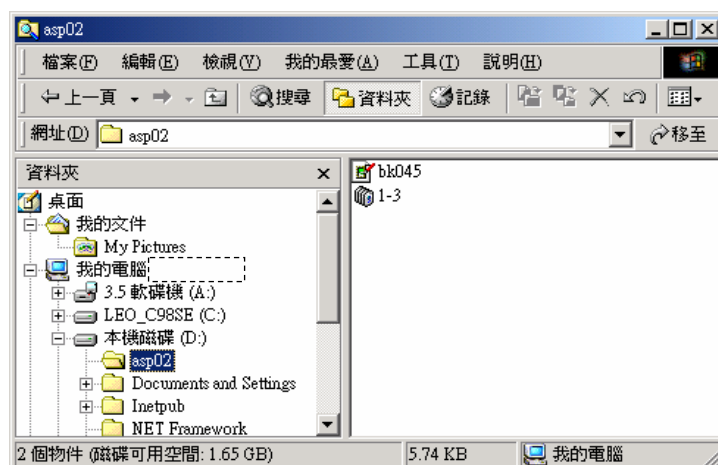 asp02
檔案(F) 編輯(E) 檢視(V) 我的最愛(A) 工具(T) 說明(H)
上一頁 搜尋 資料夾 記錄
網址(D) asp02 移至
資料夾
桌面
我的文件
My Pictures
我的電腦
3.5 軟碟機 (A:)
LEO_C98SE (C:)
本機磁碟 (D:)
asp02
Documents and Settings
Inetpub
NET Framework
bk045
1-3
2 個物件 (磁碟可用空間: 1.65 GB) 5.74 KB 我的電腦